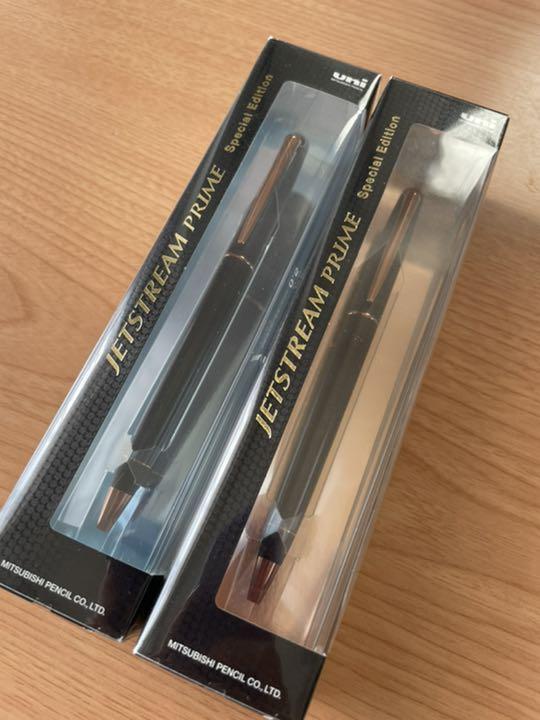 uni
JETSTREAM PRIME Special Edition
MITSUBISHI PENCIL CO., LTD.
uni
JETSTREAM PRIME Special Edition
MITSUBISHI PENCIL CO., LTD.